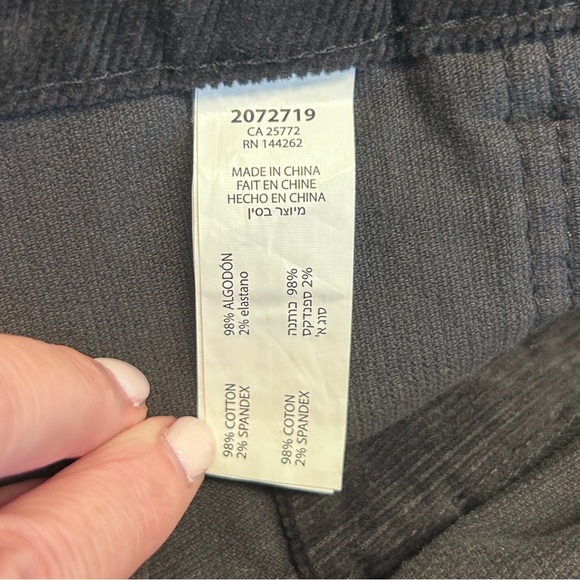 2072719
CA 25772
RN 144262
MADE IN CHINA
FAIT EN CHINE
HECHO EN CHINA
מיוצר בסין
98% ALGODÓN
2% elastano
98% כותנה
2% ספנדקס
סוג א'
98% COTTON
2% SPANDEX
98% COTON
2% SPANDEX